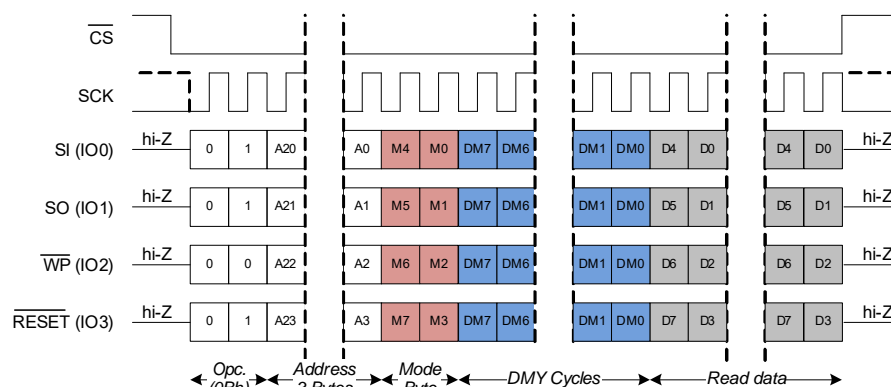 CS
SCK
SI (IO0) hi-Z 0 1 A20 A0 M4 M0 DM7 DM6 DM1 DM0 D4 D0 D4 D0 hi-Z
SO (IO1) hi-Z 0 1 A21 A1 M5 M1 DM7 DM6 DM1 DM0 D5 D1 D5 D1 hi-Z
WP (IO2) hi-Z 0 0 A22 A2 M6 M2 DM7 DM6 DM1 DM0 D6 D2 D6 D2 hi-Z
RESET (IO3) hi-Z 0 1 A23 A3 M7 M3 DM7 DM6 DM1 DM0 D7 D3 D7 D3 hi-Z
Opc. Address Mode DMY Cycles Read data
(0Bh) 3 Bytes Byte